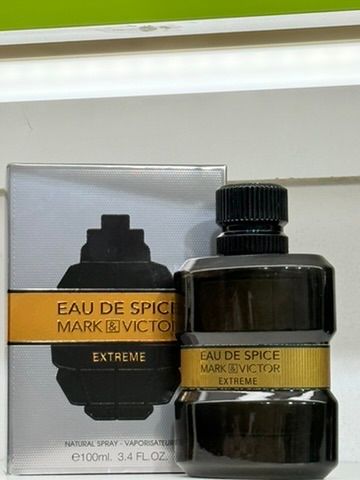 EAU DE SPICE
MARK & VICTOR
EXTREME
NATURAL SPRAY - VAPORISATEUR
℮100ml. 3.4 FL.OZ.
EAU DE SPICE
MARK & VICTOR
EXTREME